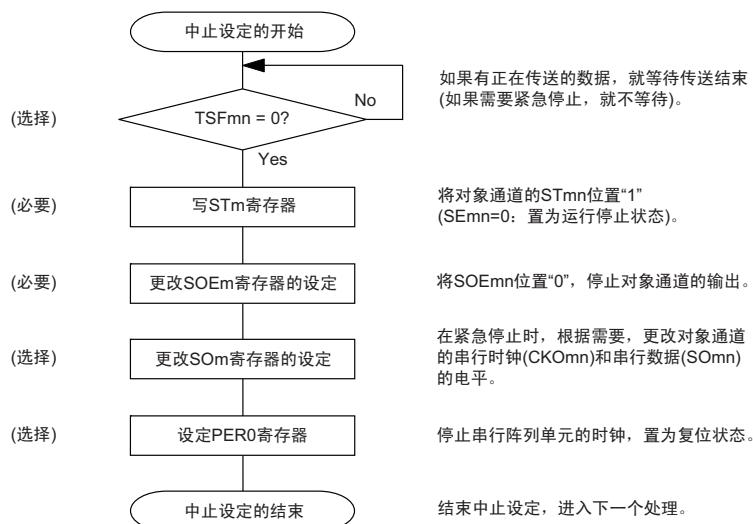 中止设定的开始
如果有正在传送的数据，就等待传送结束
(如果需要紧急停止，就不等待)。
No
(选择)
TSFmn = 0?
Yes
(必要)
写STm寄存器
将对象通道的STmn位置“1”
(SEmn=0：置为运行停止状态)。
(必要)
更改SOEm寄存器的设定
将SOEmn位置“0”，停止对象通道的输出。
(选择)
更改SOm寄存器的设定
在紧急停止时，根据需要，更改对象通道
的串行时钟(CKOmn)和串行数据(SOmn)
的电平。
(选择)
设定PER0寄存器
停止串行阵列单元的时钟，置为复位状态。
中止设定的结束
结束中止设定，进入下一个处理。